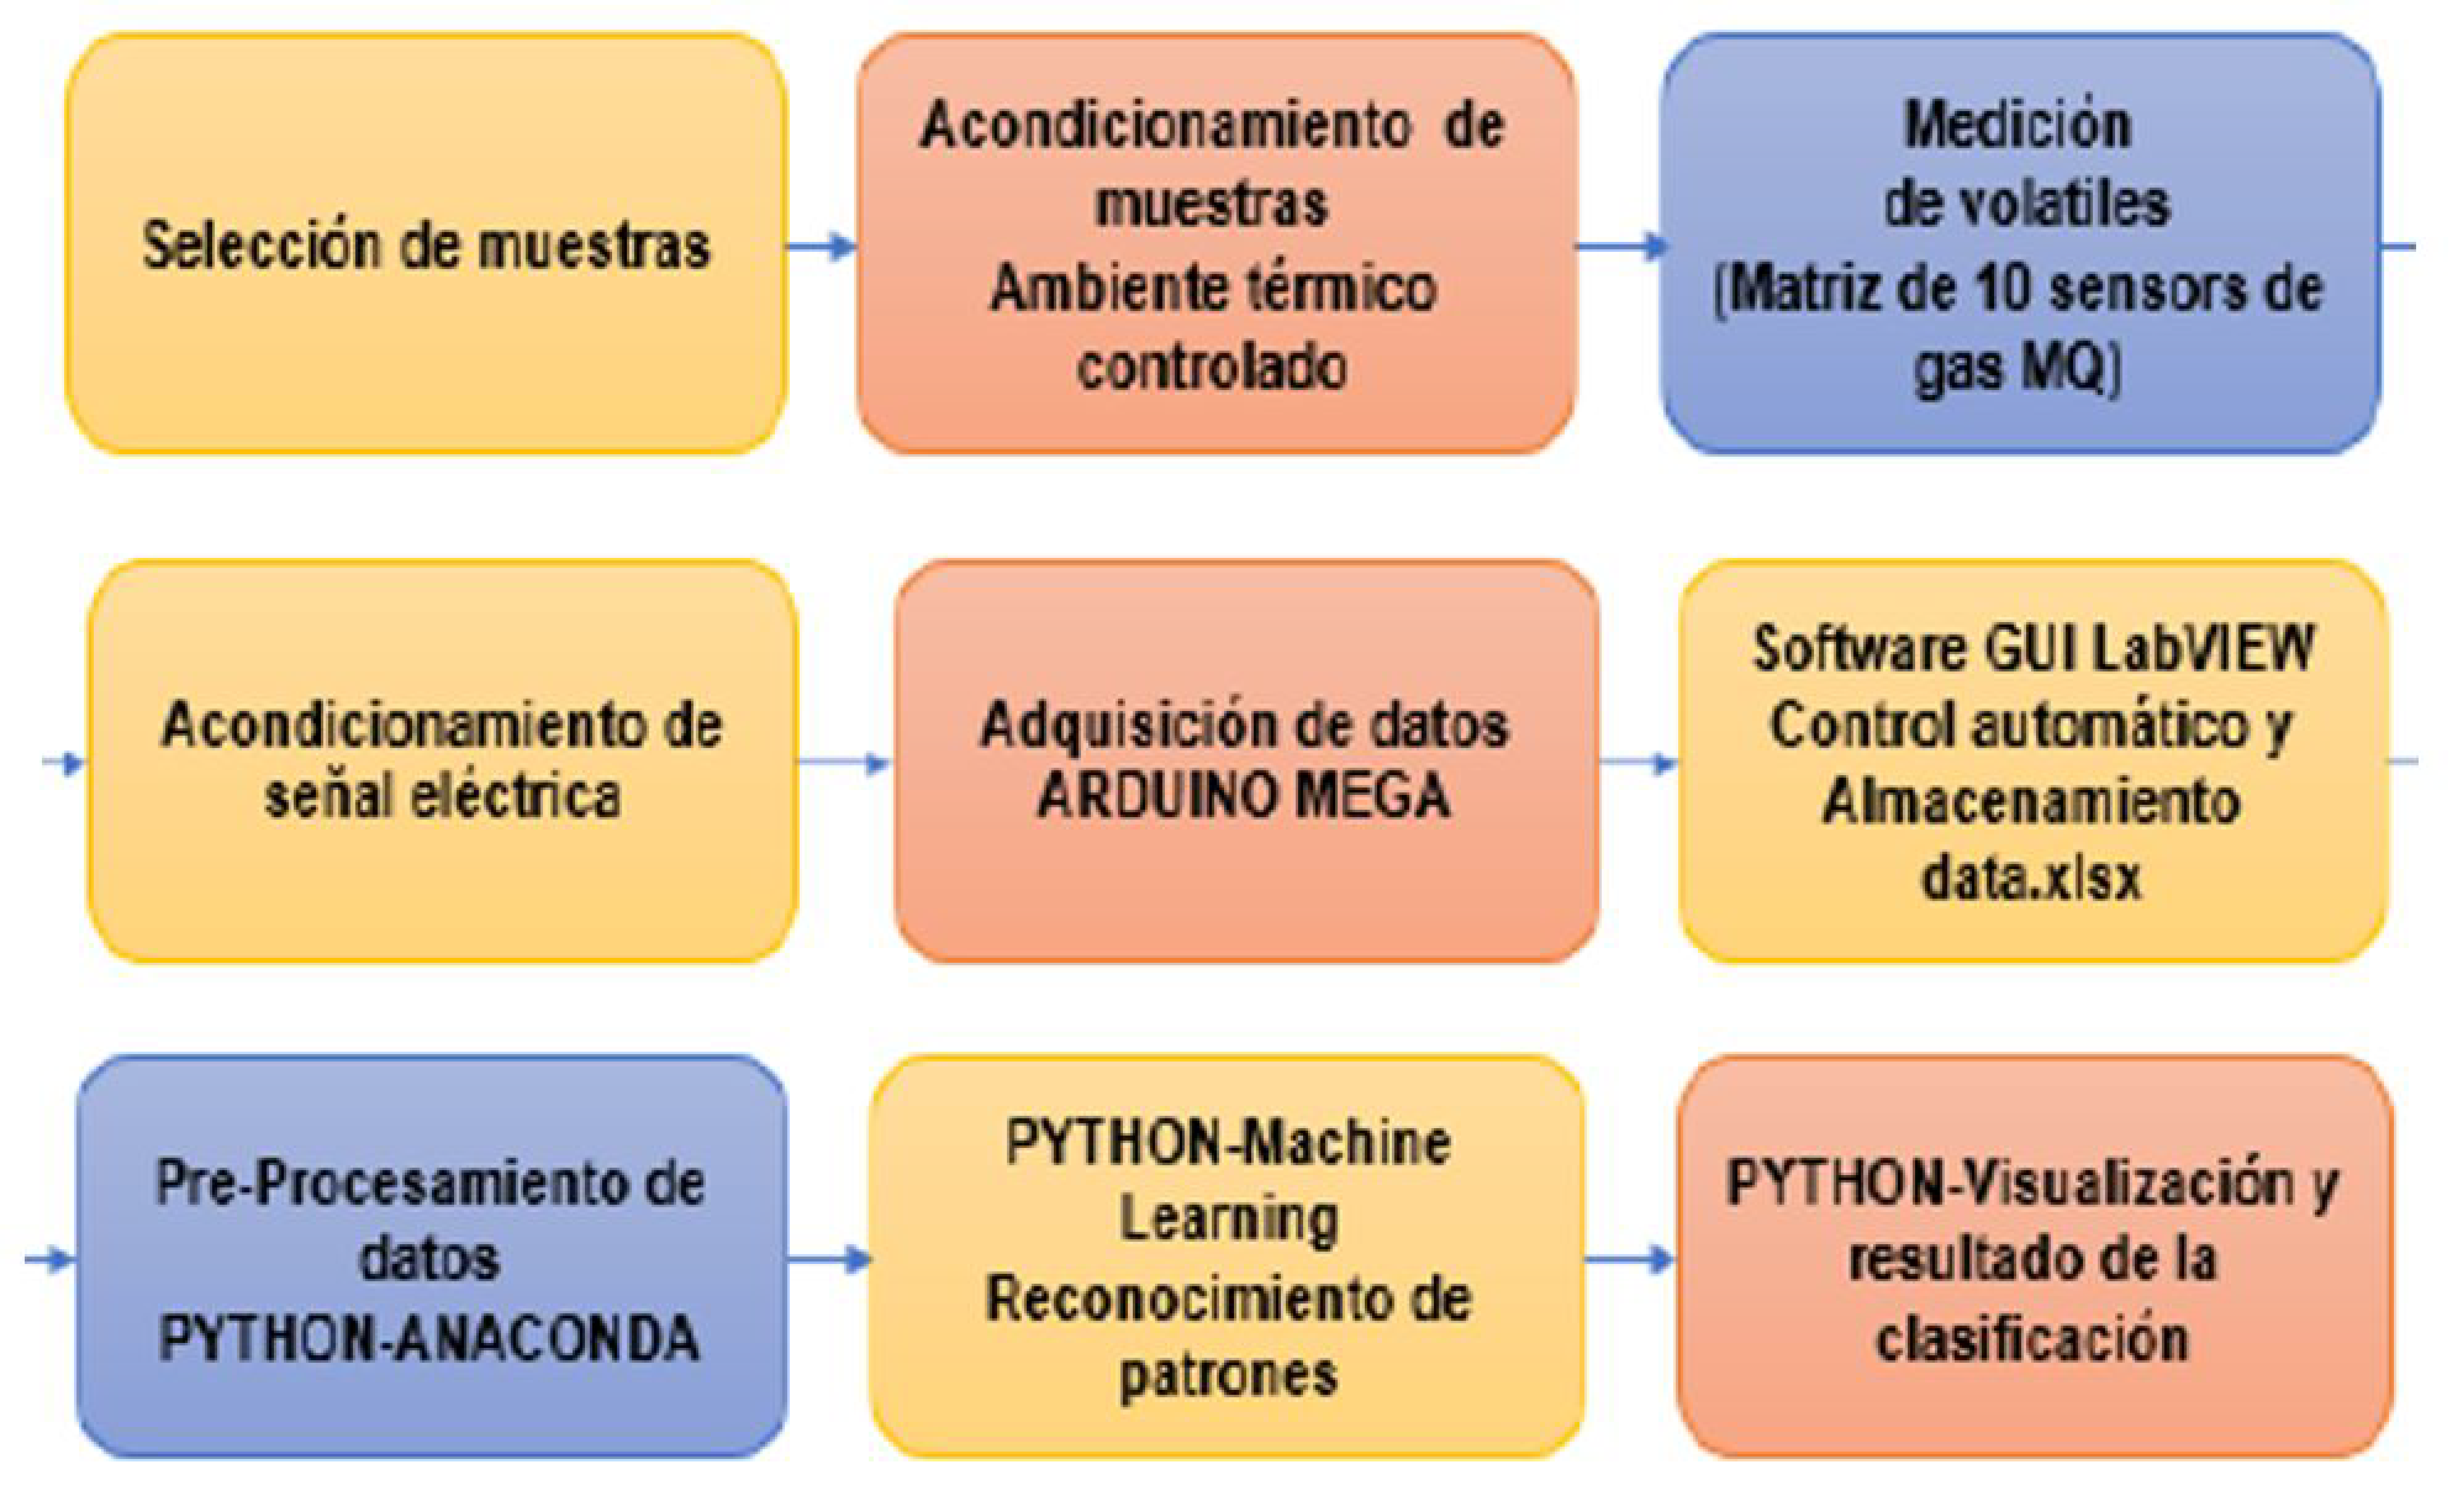 Selección de muestras
Acondicionamiento de
muestras
Ambiente térmico
controlado
Medición
de volatiles
(Matriz de 10 sensors de
gas MQ)
Acondicionamiento de
señal eléctrica
Adquisición de datos
ARDUINO MEGA
Software GUI LabVIEW
Control automático y
Almacenamiento
data.xlsx
Pre-Procesamiento de
datos
PYTHON-ANACONDA
PYTHON-Machine
Learning
Reconocimiento de
patrones
PYTHON-Visualización y
resultado de la
clasificación